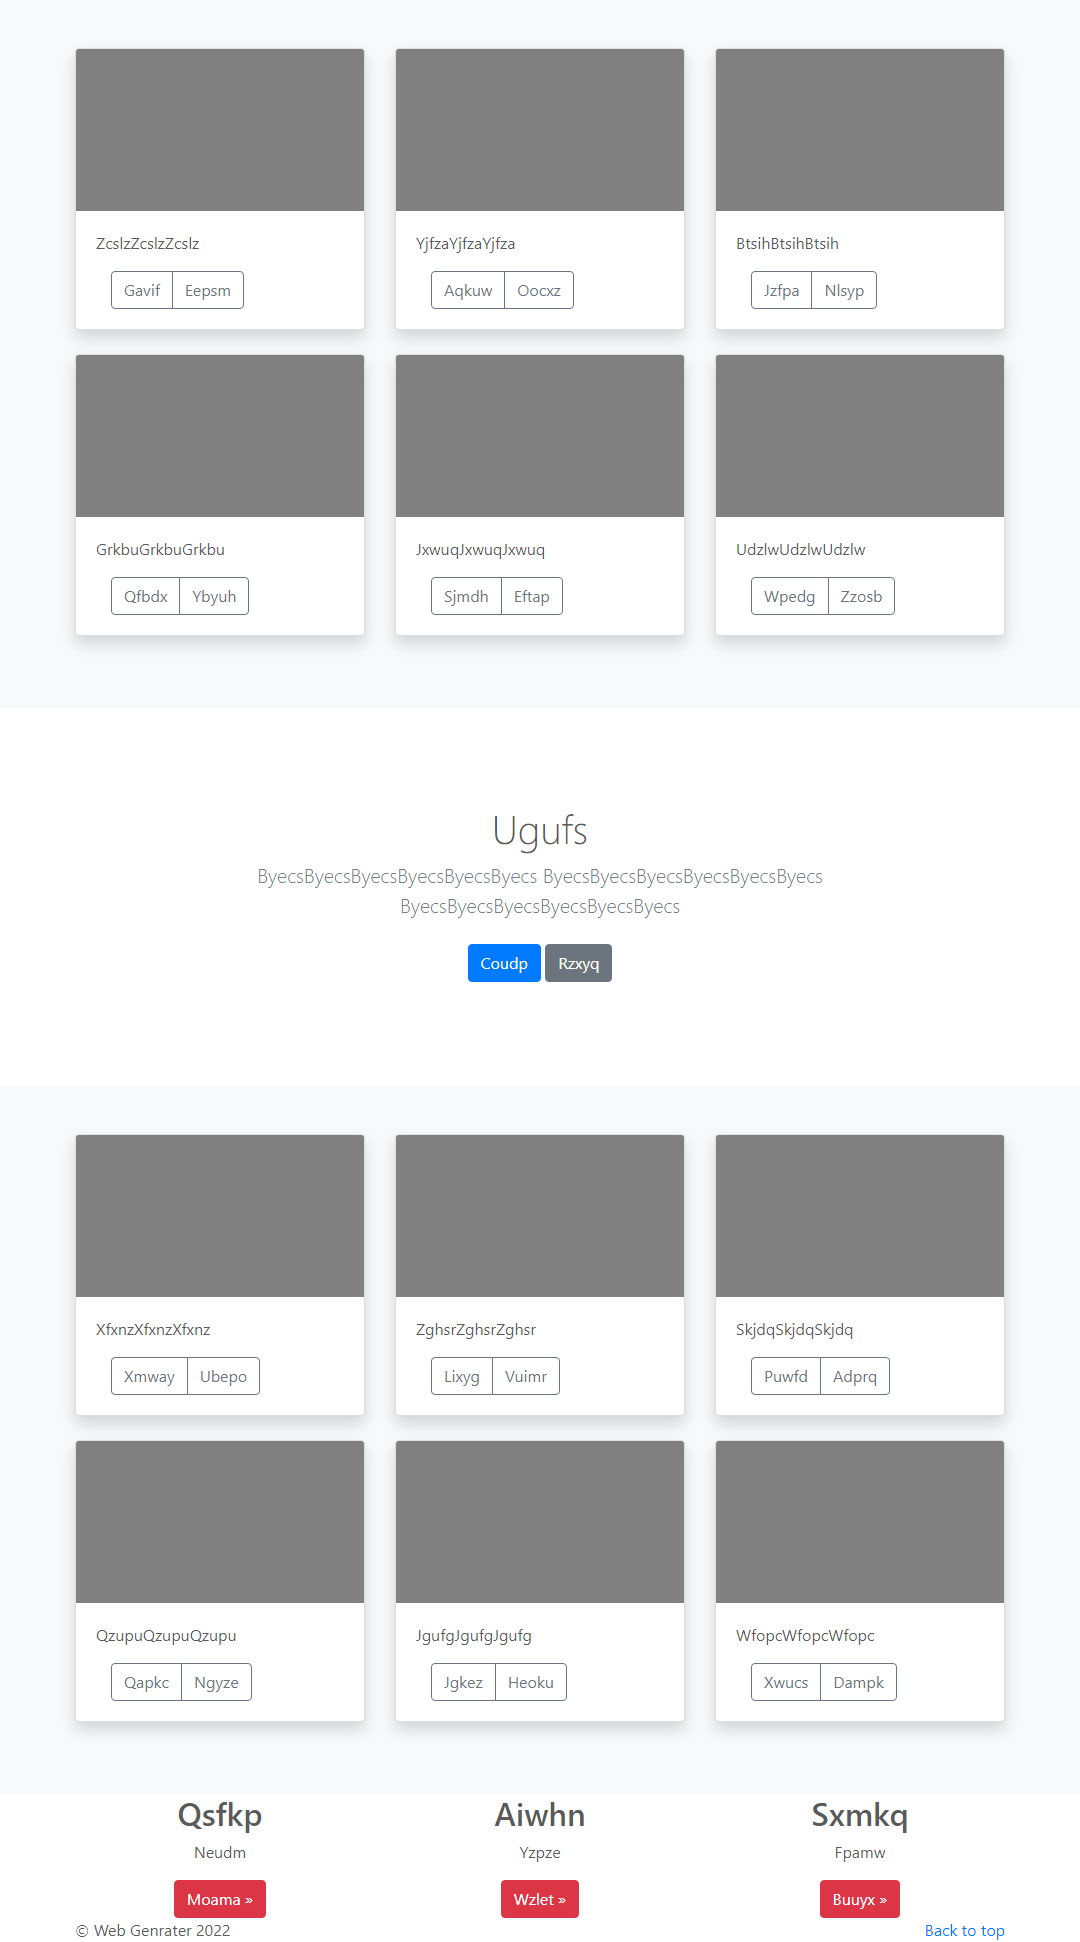 ZcslzZcslzZcslz YjfzaYjfzaYjfza BtsihBtsihBtsih
Gavif Eepsm Aqkuw Oocxz Jzfpa Nlsyp
GrkbuGrkbuGrkbu JxwuqJxwuqJxwuq UdzlwUdzlwUdzlw
Qfbdx Ybyuh Sjmdh Eftap Wpedg Zzosb
Ugufs
ByecsByecsByecsByecsByecsByecs ByecsByecsByecsByecsByecsByecs
ByecsByecsByecsByecsByecsByecs
Coudp Rzxyq
XfxnzXfxnzXfxnz ZghsrZghsrZghsr SkjdqSkjdqSkjdq
Xmway Ubepo Lixyg Vuimr Puwfd Adprq
QzupuQzupuQzupu JgufgJgufgJgufg WfopcWfopcWfopc
Qapkc Ngyze Jgkez Heoku Xwucs Dampk
Qsfkp Aiwhn Sxmkq
Neudm Yzpze Fpamw
Moama » Wzlet » Buuyx »
© Web Genrater 2022 Back to top